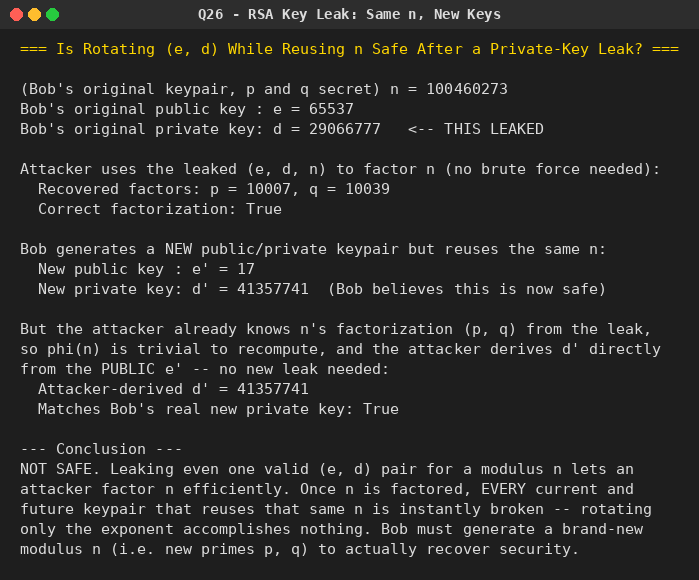 Q26 - RSA Key Leak: Same n, New Keys
=== Is Rotating (e, d) While Reusing n Safe After a Private-Key Leak? ===
(Bob's original keypair, p and q secret) n = 100460273
Bob's original public key : e = 65537
Bob's original private key: d = 29066777   <-- THIS LEAKED
Attacker uses the leaked (e, d, n) to factor n (no brute force needed):
  Recovered factors: p = 10007, q = 10039
  Correct factorization: True
Bob generates a NEW public/private keypair but reuses the same n:
  New public key : e' = 17
  New private key: d' = 41357741  (Bob believes this is now safe)
But the attacker already knows n's factorization (p, q) from the leak,
so phi(n) is trivial to recompute, and the attacker derives d' directly
from the PUBLIC e' -- no new leak needed:
  Attacker-derived d' = 41357741
  Matches Bob's real new private key: True
--- Conclusion ---
NOT SAFE. Leaking even one valid (e, d) pair for a modulus n lets an
attacker factor n efficiently. Once n is factored, EVERY current and
future keypair that reuses that same n is instantly broken -- rotating
only the exponent accomplishes nothing. Bob must generate a brand-new
modulus n (i.e. new primes p, q) to actually recover security.